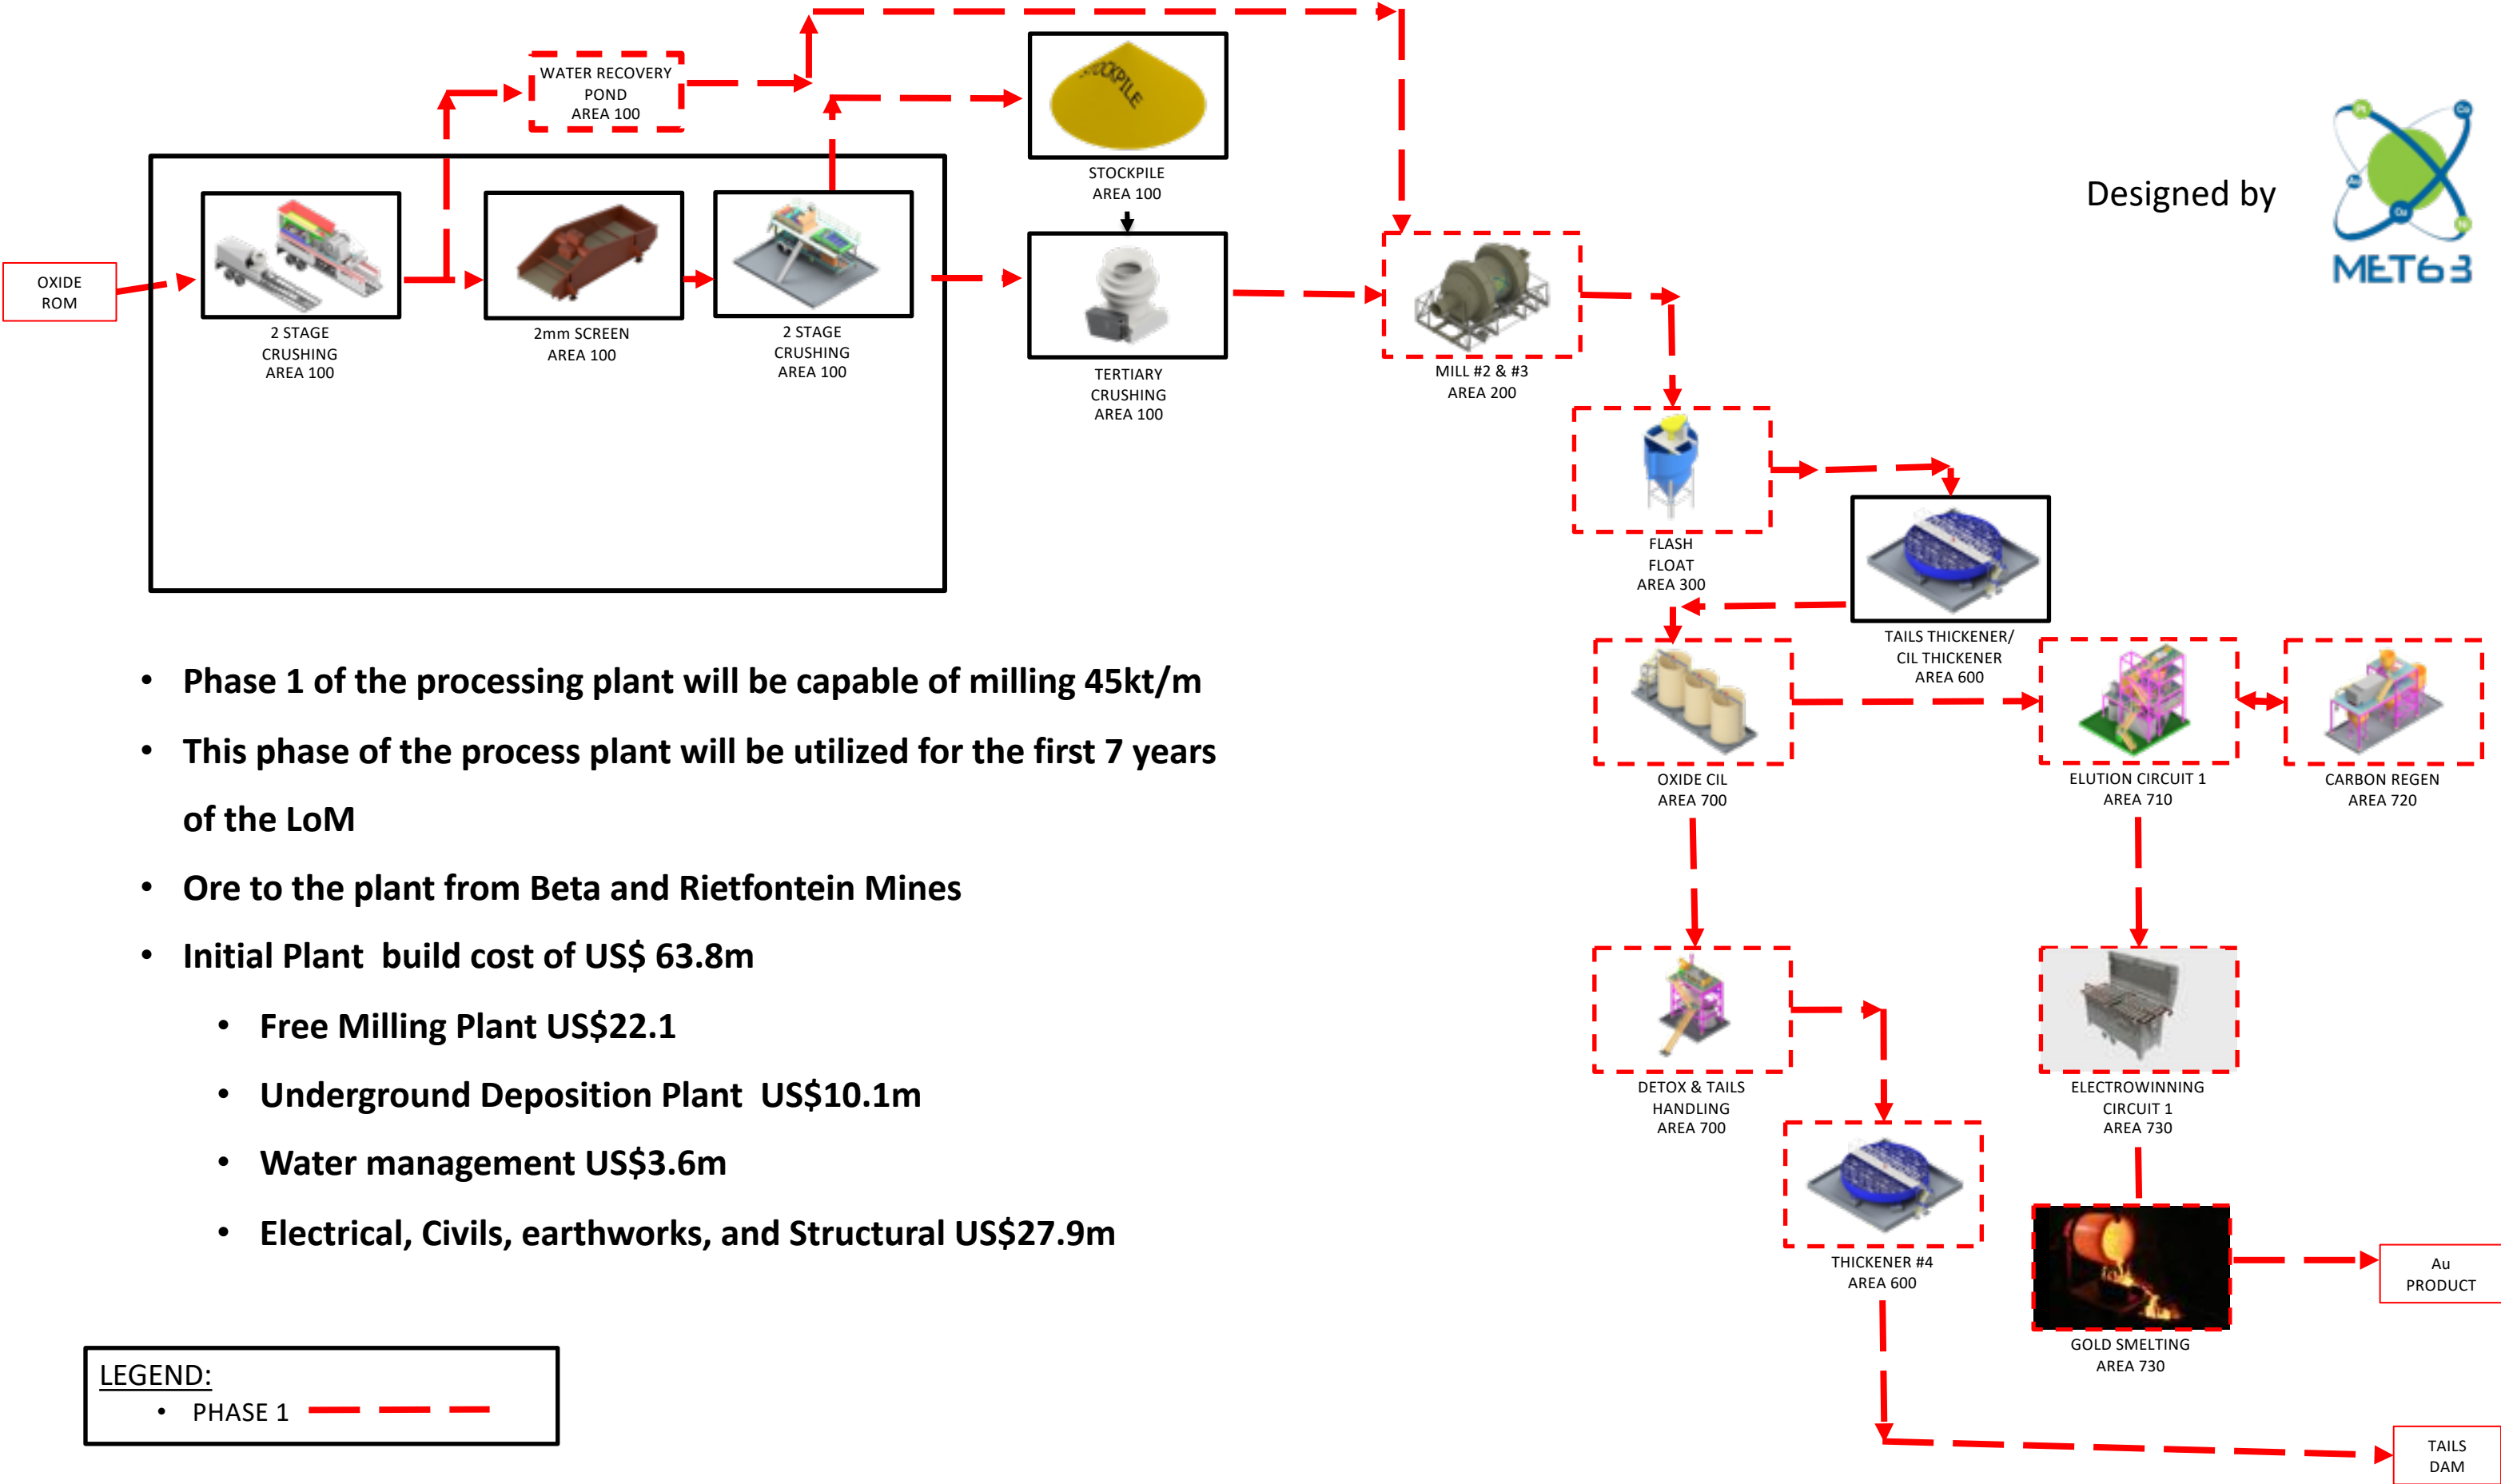 WATER RECOVERY
POND
AREA 100
STOCKPILE
STOCKPILE
AREA 100
Designed by
Pt
Co
Au
Cu
Ni
MET63
OXIDE
ROM
2 STAGE
CRUSHING
AREA 100
2mm SCREEN
AREA 100
2 STAGE
CRUSHING
AREA 100
TERTIARY
CRUSHING
AREA 100
MILL #2 & #3
AREA 200
FLASH
FLOAT
AREA 300
TAILS THICKENER/
CIL THICKENER
AREA 600
OXIDE CIL
AREA 700
ELUTION CIRCUIT 1
AREA 710
CARBON REGEN
AREA 720
• Phase 1 of the processing plant will be capable of milling 45kt/m
• This phase of the process plant will be utilized for the first 7 years
of the LoM
• Ore to the plant from Beta and Rietfontein Mines
• Initial Plant build cost of US$ 63.8m
• Free Milling Plant US$22.1
• Underground Deposition Plant US$10.1m
• Water management US$3.6m
• Electrical, Civils, earthworks, and Structural US$27.9m
DETOX & TAILS
HANDLING
AREA 700
ELECTROWINNING
CIRCUIT 1
AREA 730
THICKENER #4
AREA 600
GOLD SMELTING
AREA 730
Au
PRODUCT
TAILS
DAM
LEGEND:
• PHASE 1